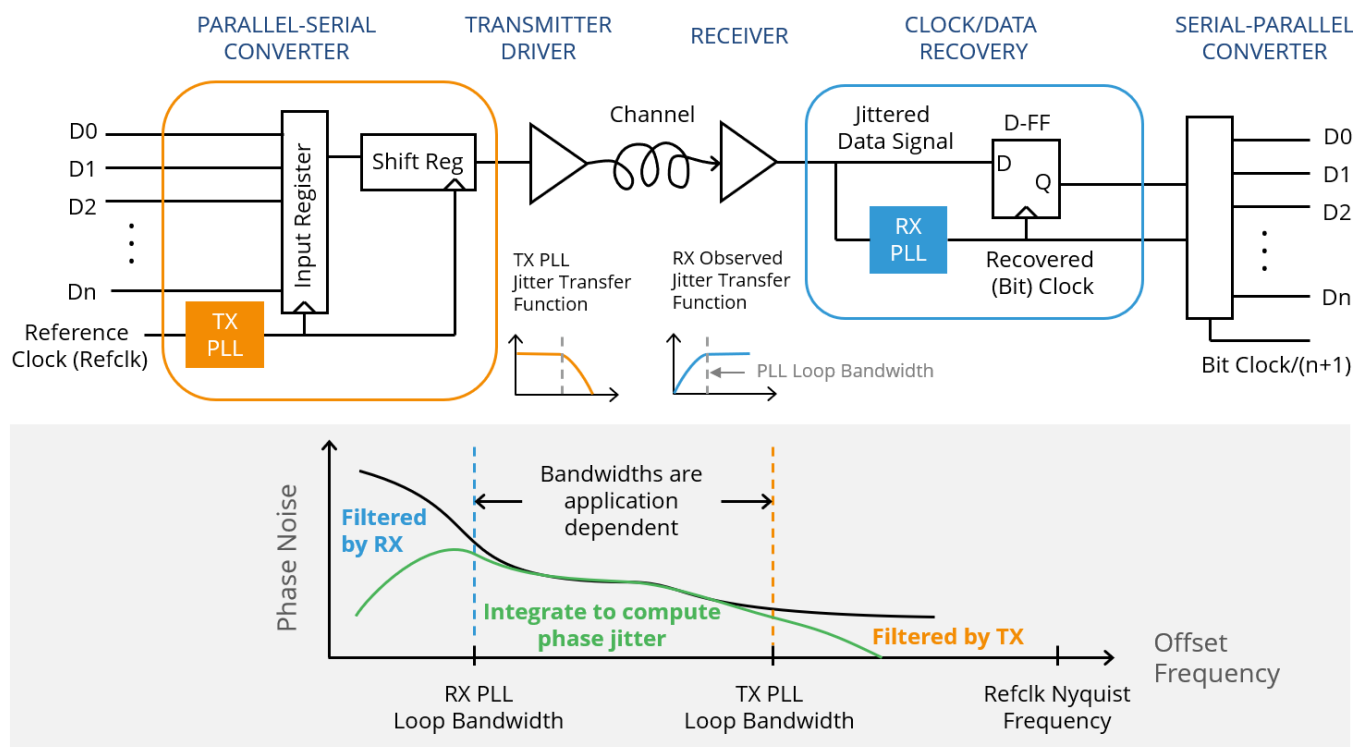 PARALLEL-SERIAL
CONVERTER
TRANSMITTER
DRIVER
RECEIVER
CLOCK/DATA
RECOVERY
SERIAL-PARALLEL
CONVERTER
D0
D1
D2
Dn
Reference
Clock (Refclk)
TX
PLL
Input Register
Shift Reg
Channel
Jittered
Data Signal
D-FF
D
Q
RX
PLL
Recovered
(Bit) Clock
D0
D1
D2
Dn
Bit Clock/(n+1)
TX PLL
Jitter Transfer
Function
RX Observed
Jitter Transfer
Function
PLL Loop Bandwidth
Phase Noise
Filtered
by RX
Bandwidths are
application
dependent
Integrate to compute
phase jitter
Filtered by TX
Offset
Frequency
RX PLL
Loop Bandwidth
TX PLL
Loop Bandwidth
Refclk Nyquist
Frequency